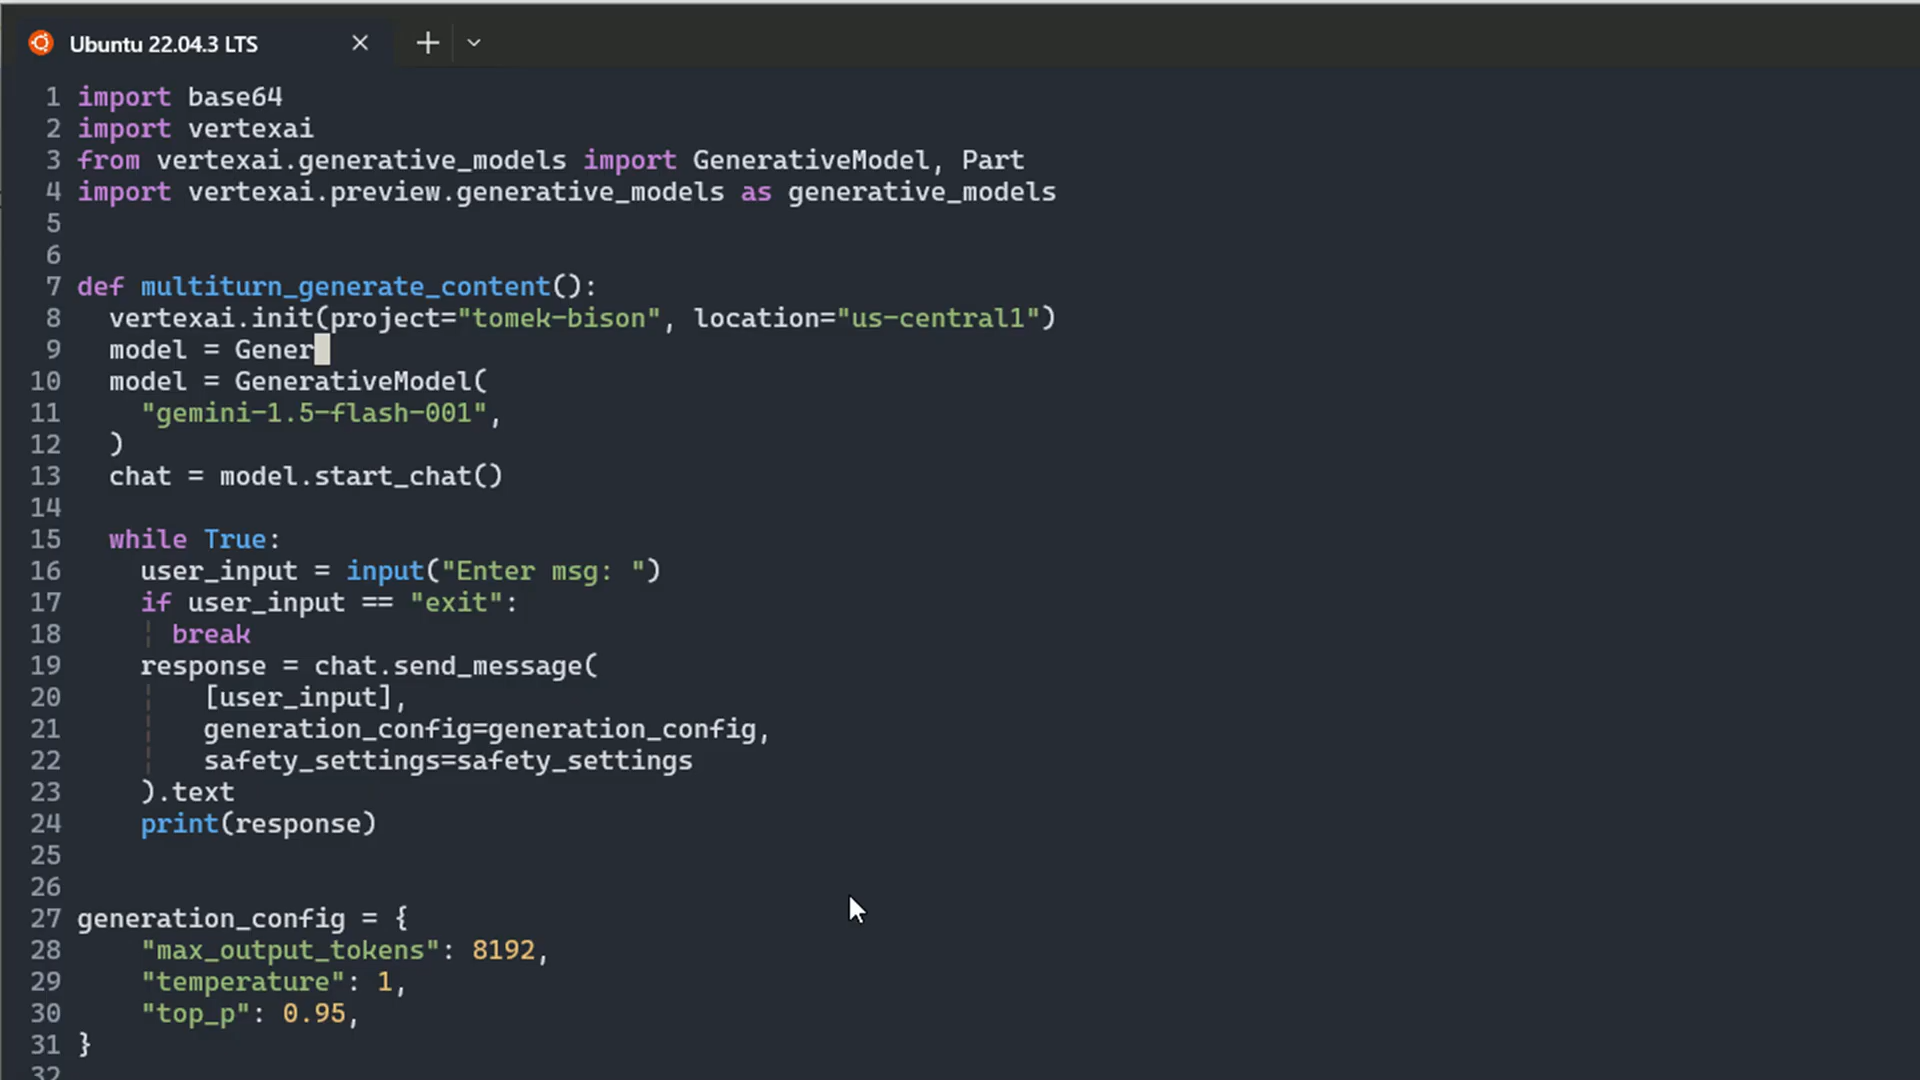 Ubuntu 22.04.3 LTS
1 import base64
2 import vertexai
3 from vertexai.generative_models import GenerativeModel, Part
4 import vertexai.preview.generative_models as generative_models
5
6
7 def multiturn_generate_content():
8   vertexai.init(project="tomek-bison", location="us-central1")
9   model = Gener
10   model = GenerativeModel(
11     "gemini-1.5-flash-001",
12   )
13   chat = model.start_chat()
14
15   while True:
16     user_input = input("Enter msg: ")
17     if user_input == "exit":
18       break
19     response = chat.send_message(
20         [user_input],
21         generation_config=generation_config,
22         safety_settings=safety_settings
23     ).text
24     print(response)
25
26
27 generation_config = {
28     "max_output_tokens": 8192,
29     "temperature": 1,
30     "top_p": 0.95,
31 }
32